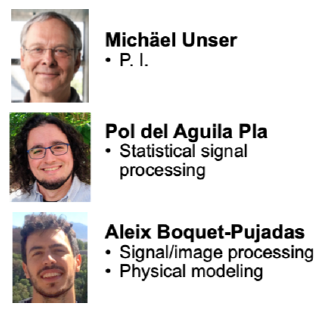 Michäel Unser
• P. I.
Pol del Aguila Pla
• Statistical signal
processing
Aleix Boquet-Pujadas
• Signal/image processing
• Physical modeling